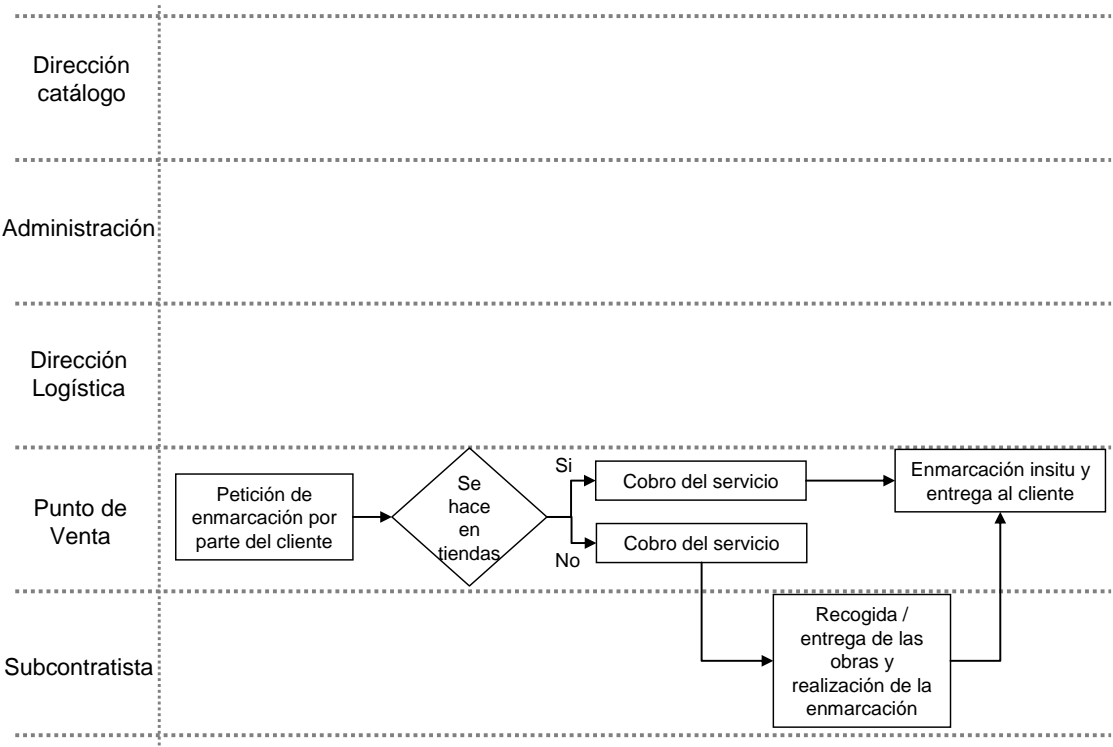 Dirección
catálogo
Administración
Dirección
Logística
Punto de
Venta
Petición de
enmarcación por
parte del cliente
Se
hace
en
tiendas
Si
No
Cobro del servicio
Cobro del servicio
Enmarcación insitu y
entrega al cliente
Subcontratista
Recogida /
entrega de las
obras y
realización de la
enmarcación